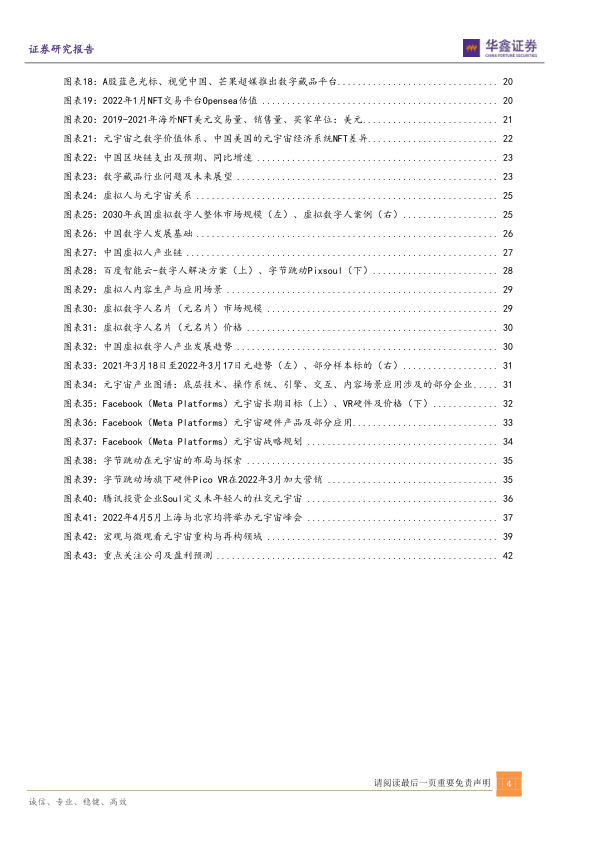 证券研究报告
华鑫证券
CHINA FORTUNE SECURITIES
图表18：A股蓝色光标、视觉中国、芒果超媒推出数字藏品平台................................ 20
图表19：2022年1月NFT交易平台Opensea估值............................................... 20
图表20：2019-2021年海外NFT美元交易量、销售量、买家单位：美元........................... 21
图表21：元宇宙之数字价值体系、中国美国的元宇宙经济系统NFT差异.......................... 22
图表22：中国区块链支出及预期、同比增速................................................ 23
图表23：数字藏品行业问题及未来展望.................................................... 23
图表24：虚拟人与元宇宙关系............................................................ 25
图表25：2030年我国虚拟数字人整体市场规模（左）、虚拟数字人案例（右）................... 25
图表26：中国数字人发展基础............................................................ 26
图表27：中国虚拟人产业链.............................................................. 27
图表28：百度智能云-数字人解决方案（上）、字节跳动Pixsoul（下）......................... 28
图表29：虚拟人内容生产与应用场景...................................................... 29
图表30：虚拟数字人名片（元名片）市场规模.............................................. 29
图表31：虚拟数字人名片（元名片）价格.................................................. 30
图表32：中国虚拟数字人产业发展趋势.................................................... 30
图表33：2021年3月18日至2022年3月17日元趋势（左）、部分样本标的（右）................... 31
图表34：元宇宙产业图谱：底层技术、操作系统、引擎、交互、内容场景应用涉及的部分企业..... 31
图表35：Facebook（Meta Platforms）元宇宙长期目标（上）、VR硬件及价格（下）............. 32
图表36：Facebook（Meta Platforms）元宇宙硬件产品及部分应用............................. 33
图表37：Facebook（Meta Platforms）元宇宙战略规划...................................... 34
图表38：字节跳动在元宇宙的布局与探索.................................................. 35
图表39：字节跳动场旗下硬件Pico VR在2022年3月加大营销.................................. 35
图表40：腾讯投资企业Soul定义未年轻人的社交元宇宙...................................... 36
图表41：2022年4月5月上海与北京均将举办元宇宙峰会...................................... 37
图表42：宏观与微观看元宇宙重构与再构领域.............................................. 39
图表43：重点关注公司及盈利预测........................................................ 42
请阅读最后一页重要免责声明
4
诚信、专业、稳健、高效